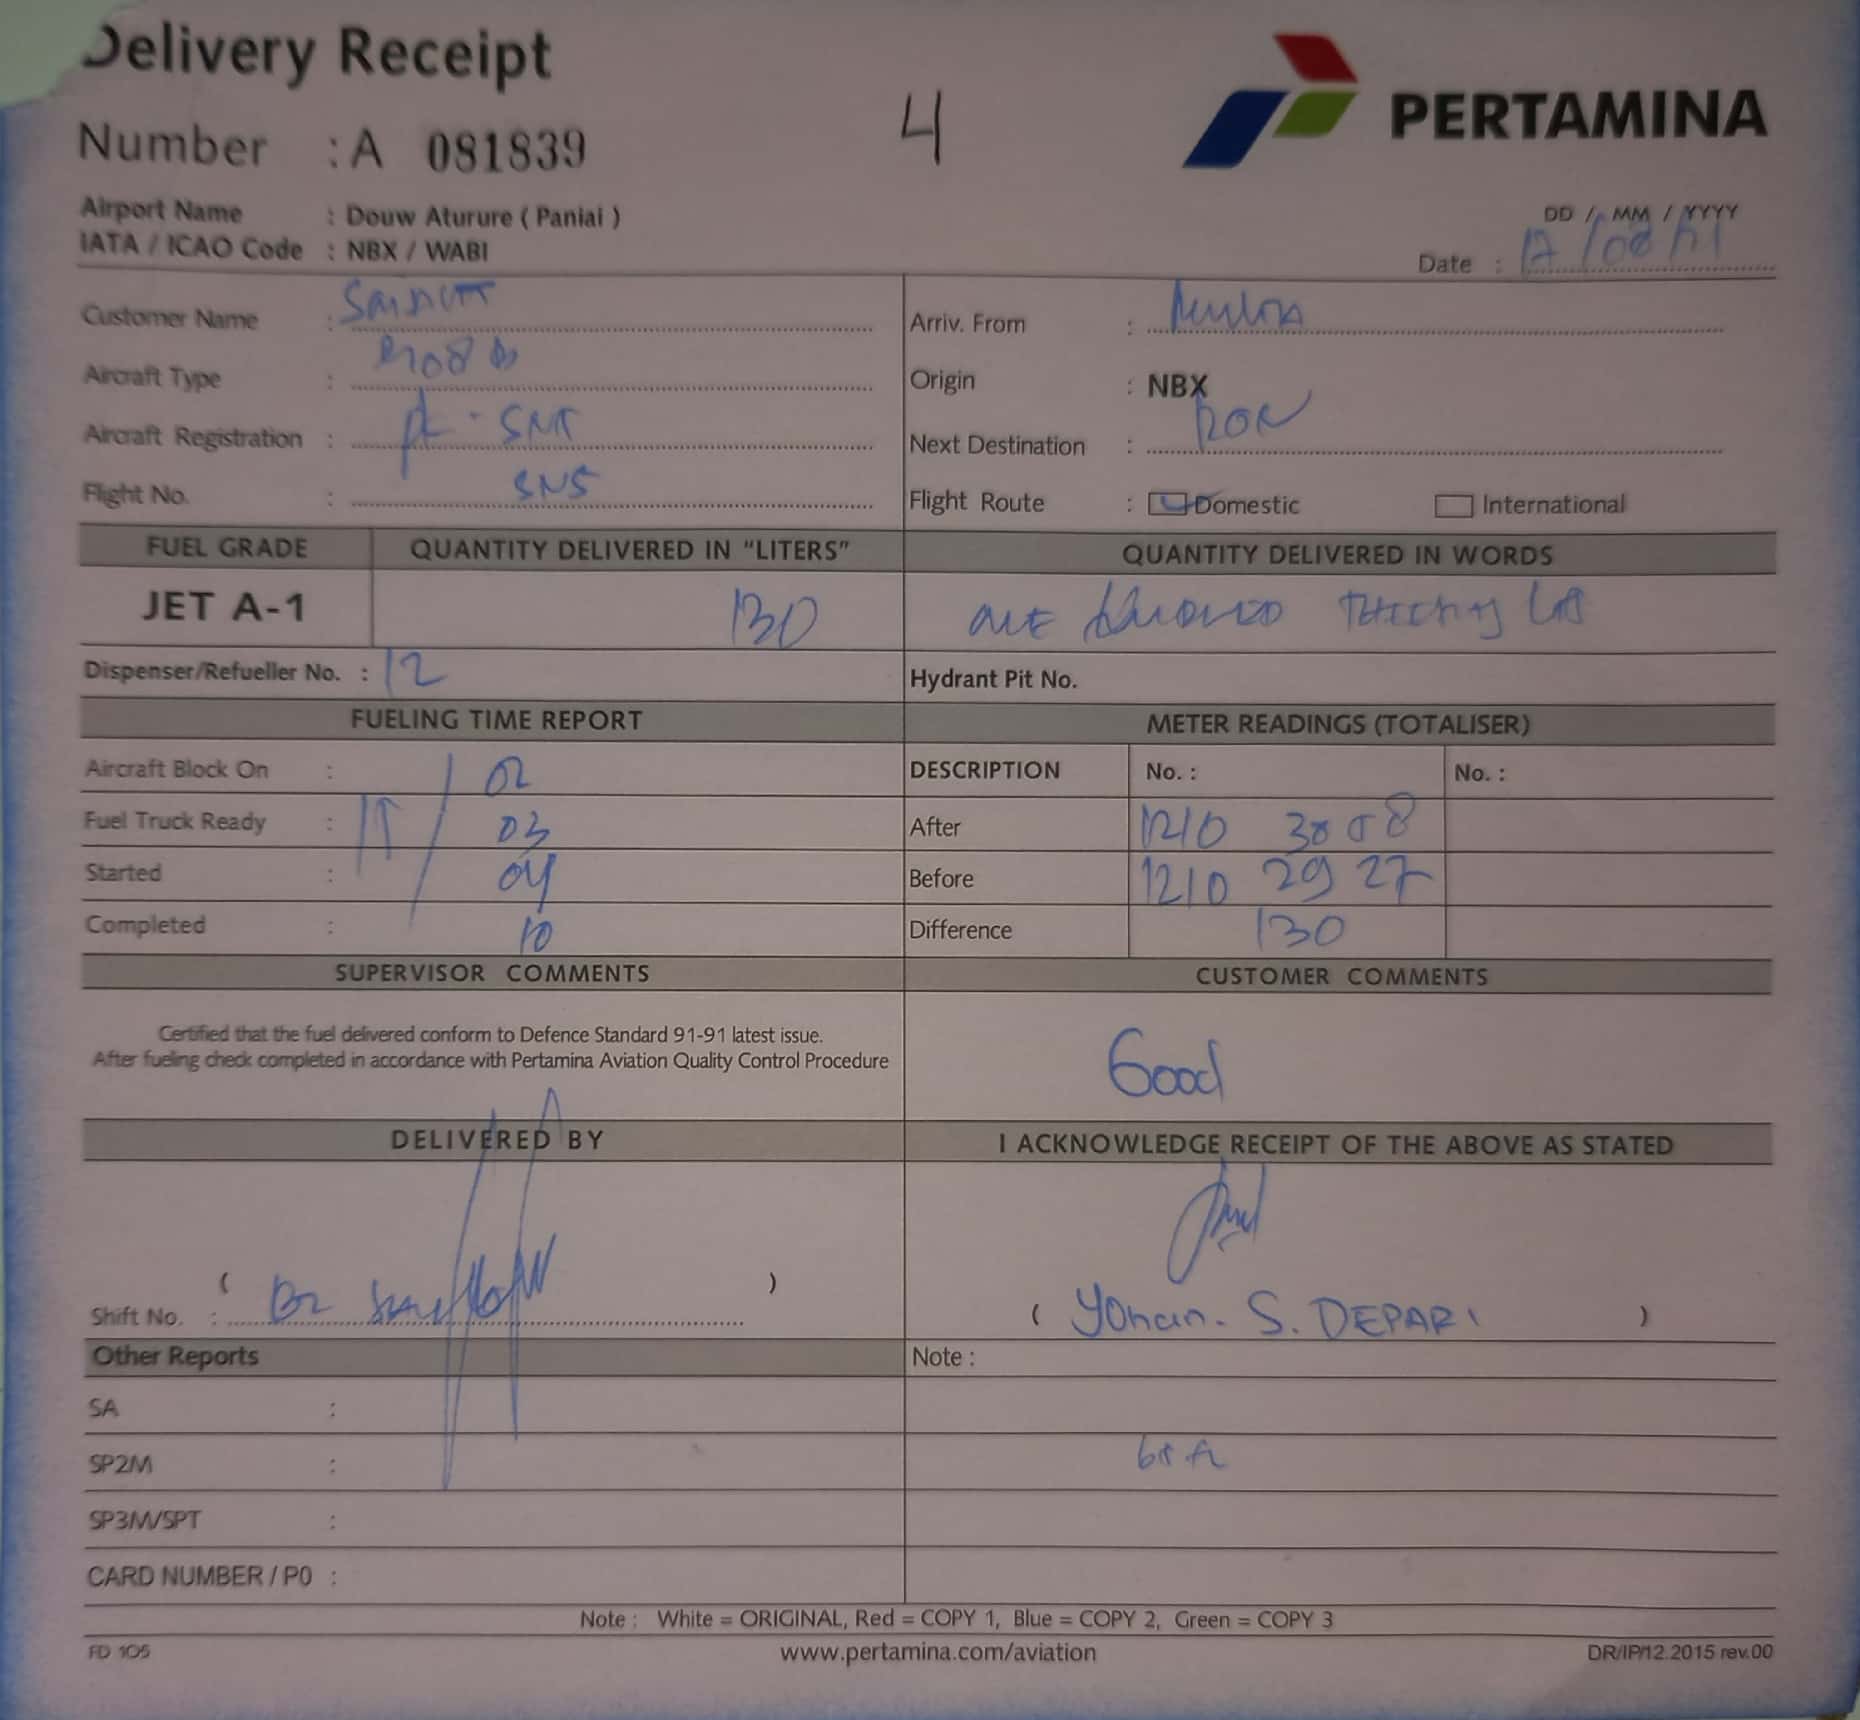 Delivery Receipt
4
PERTAMINA
Number : A 081839
Airport Name : Douw Aturure ( Paniai )
IATA / ICAO Code : NBX / WABI
DD / MM / YYYY
Date :
Customer Name :
Arriv. From :
Aircraft Type :
Origin : NBX
Aircraft Registration : - SNT
Next Destination :
Flight No. : SNS
Flight Route : Domestic International
FUEL GRADE QUANTITY DELIVERED IN “LITERS” QUANTITY DELIVERED IN WORDS
JET A-1 130 ONE
Dispenser/Refueller No. : 12 Hydrant Pit No.
FUELING TIME REPORT METER READINGS (TOTALISER)
Aircraft Block On : 02 DESCRIPTION No. : No. :
Fuel Truck Ready : 03 After 1210
Started : 04 Before 1210 29 27
Completed : 10 Difference 130
SUPERVISOR COMMENTS CUSTOMER COMMENTS
Certified that the fuel delivered conform to Defence Standard 91-91 latest issue.
After fueling check completed in accordance with Pertamina Aviation Quality Control Procedure
Good
DELIVERED BY I ACKNOWLEDGE RECEIPT OF THE ABOVE AS STATED
( )
Shift No. :
( Yohan. S. DEPARI )
Other Reports Note :
SA :
SP2M :
SP3M/SPT :
CARD NUMBER / P0 :
Note : White = ORIGINAL, Red = COPY 1, Blue = COPY 2, Green = COPY 3
FD 105 www.pertamina.com/aviation DR/IP/12.2015 rev.00